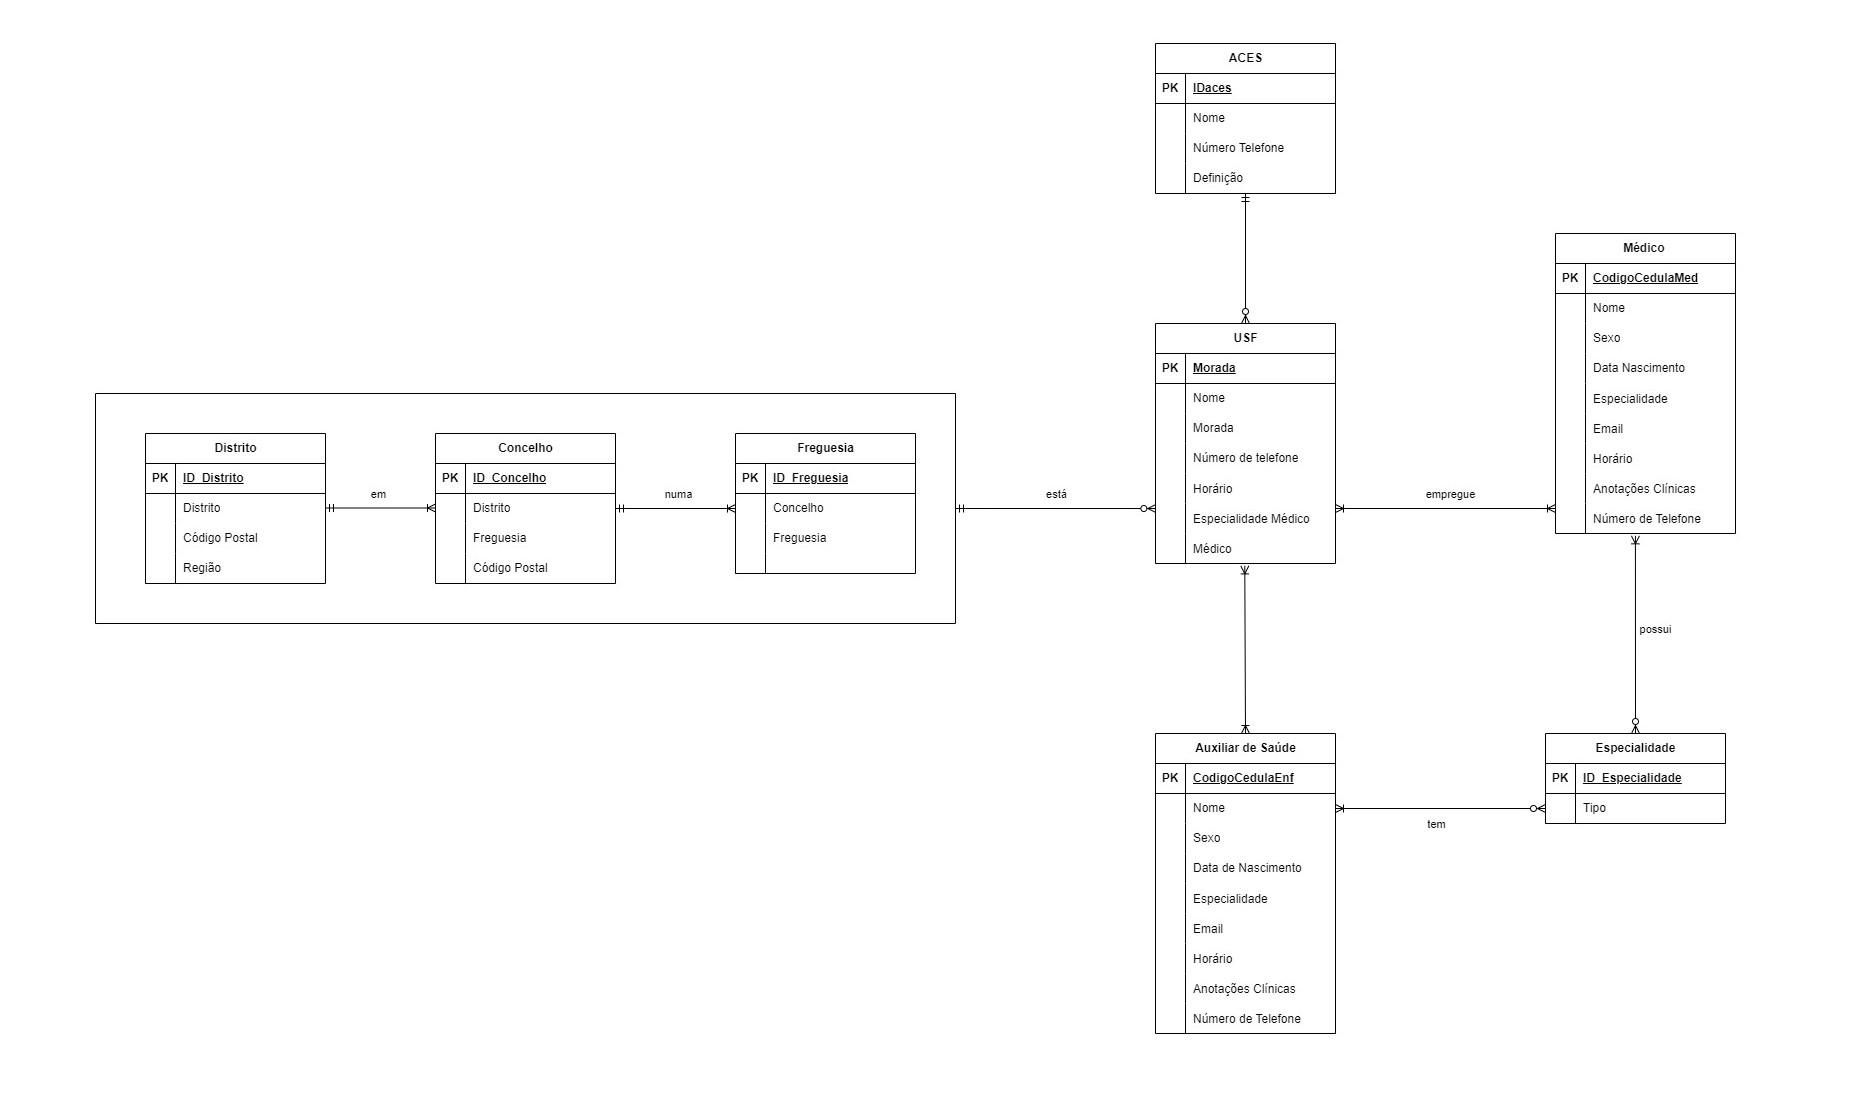 ACES
PK IDaces
Nome
Número Telefone
Definição
Médico
PK CodigoCedulaMed
Nome
Sexo
Data Nascimento
Especialidade
Email
Horário
Anotações Clínicas
Número de Telefone
USF
PK Morada
Nome
Morada
Número de telefone
Horário
Especialidade Médico
Médico
Distrito
PK ID_Distrito
Distrito
Código Postal
Região
em
Concelho
PK ID_Concelho
Distrito
Freguesia
Código Postal
numa
Freguesia
PK ID_Freguesia
Concelho
Freguesia
está
empregue
possui
Auxiliar de Saúde
PK CodigoCedulaEnf
Nome
Sexo
Data de Nascimento
Especialidade
Email
Horário
Anotações Clínicas
Número de Telefone
tem
Especialidade
PK ID_Especialidade
Tipo